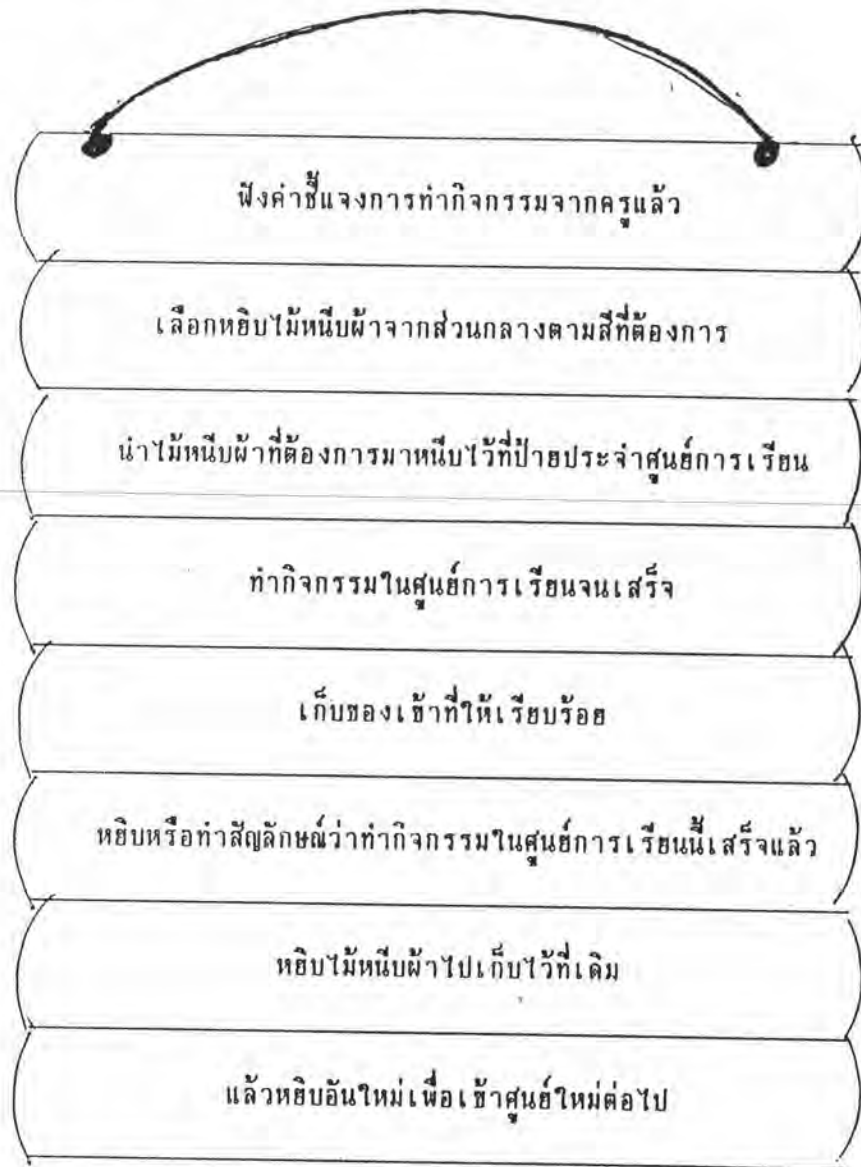 ฟังคำชี้แจงการทำกิจกรรมจากครูแล้ว
เลือกหยิบไม้หนีบผ้าจากส่วนกลางตามสีที่ต้องการ
นำไม้หนีบผ้าที่ต้องการมาหนีบไว้ที่ป้ายประจำศูนย์การเรียน
ทำกิจกรรมในศูนย์การเรียนจนเสร็จ
เก็บของเข้าที่ให้เรียบร้อย
หยิบหรือทำสัญลักษณ์ว่าทำกิจกรรมในศูนย์การเรียนนี้เสร็จแล้ว
หยิบไม้หนีบผ้าไปเก็บไว้ที่เดิม
แล้วหยิบอันใหม่เพื่อเข้าศูนย์ใหม่ต่อไป